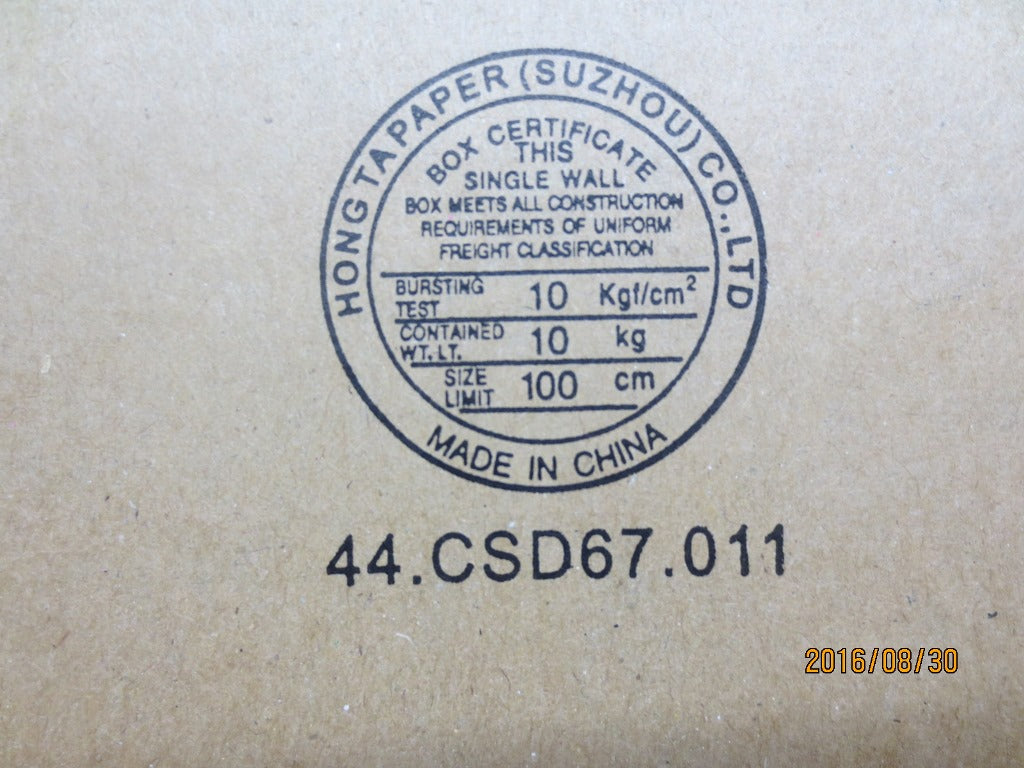 HONG TA PAPER (SUZHOU) CO.,LTD
BOX CERTIFICATE
THIS
SINGLE WALL
BOX MEETS ALL CONSTRUCTION
REQUIREMENTS OF UNIFORM
FREIGHT CLASSIFICATION
BURSTING TEST 10 Kgf/cm²
CONTAINED WT. LT. 10 kg
SIZE LIMIT 100 cm
MADE IN CHINA
44.CSD67.011
2016/08/30